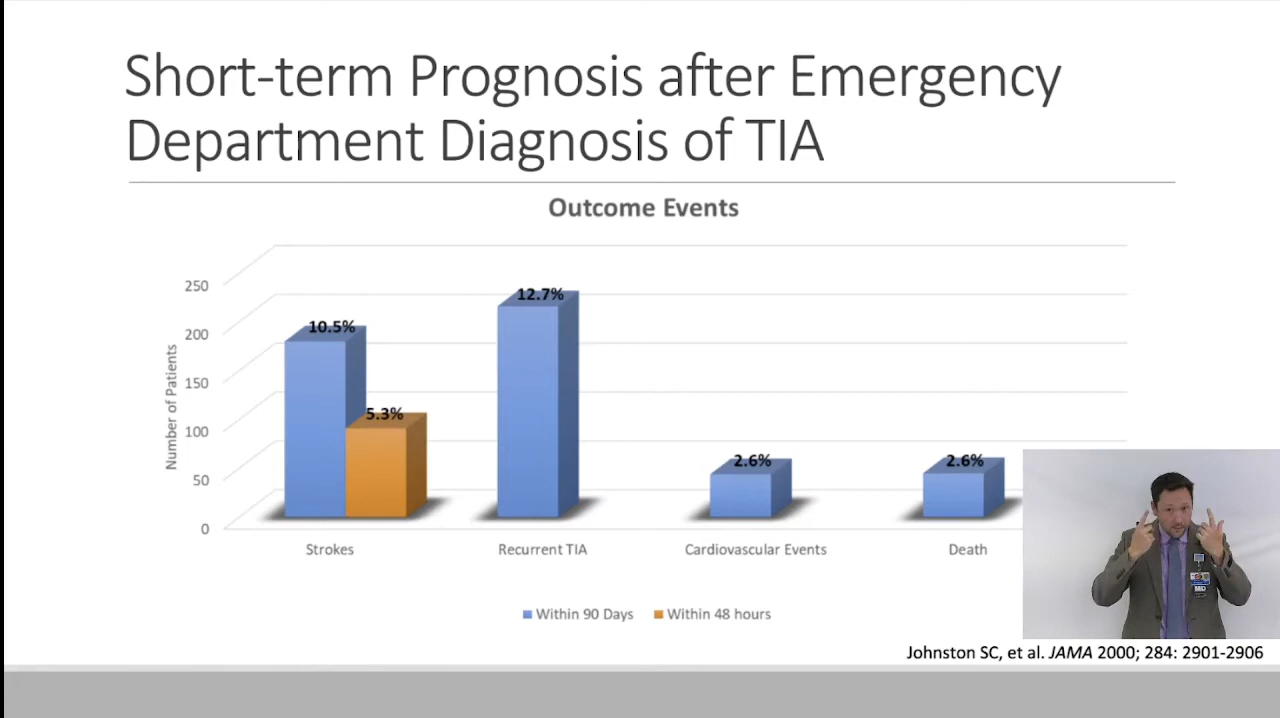 Short-term Prognosis after Emergency
Department Diagnosis of TIA
Outcome Events
Number of Patients
250
200
150
100
50
0
10.5%
5.3%
12.7%
2.6%
2.6%
Strokes
Recurrent TIA
Cardiovascular Events
Death
Within 90 Days
Within 48 hours
MD
Johnston SC, et al. JAMA 2000; 284: 2901-2906